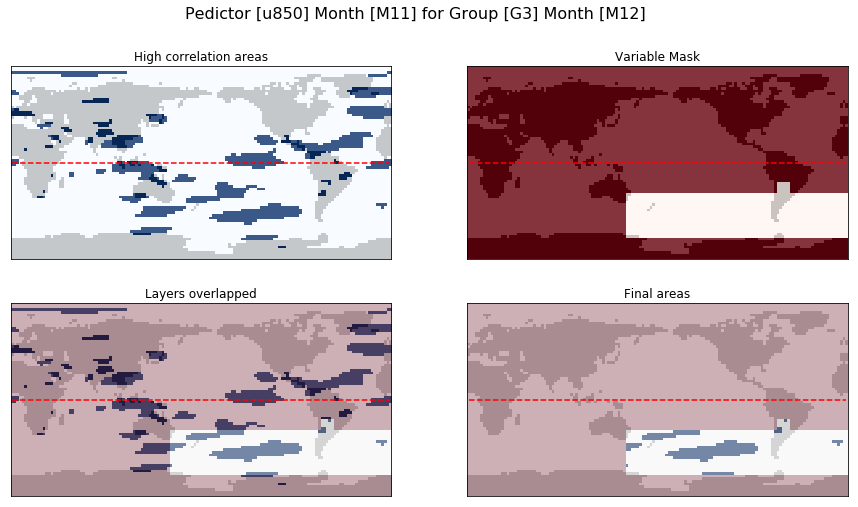 Pedictor [u850] Month [M11] for Group [G3] Month [M12]
High correlation areas
Variable Mask
Layers overlapped
Final areas